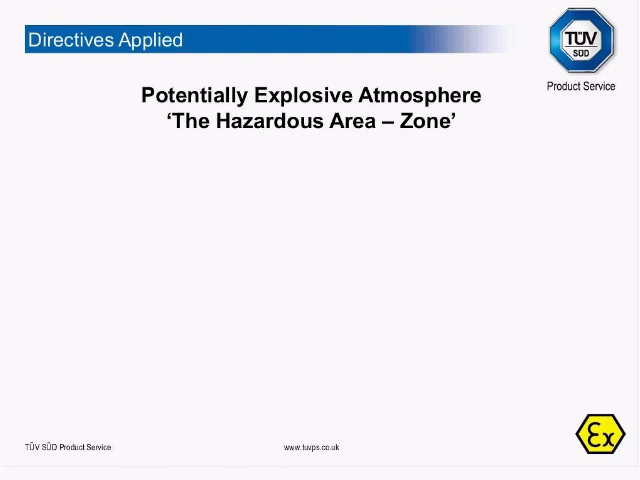 Directives Applied
TÜV
SÜD
Product Service
Potentially Explosive Atmosphere
‘The Hazardous Area – Zone’
TÜV SÜD Product Service
www.tuvps.co.uk
Ex